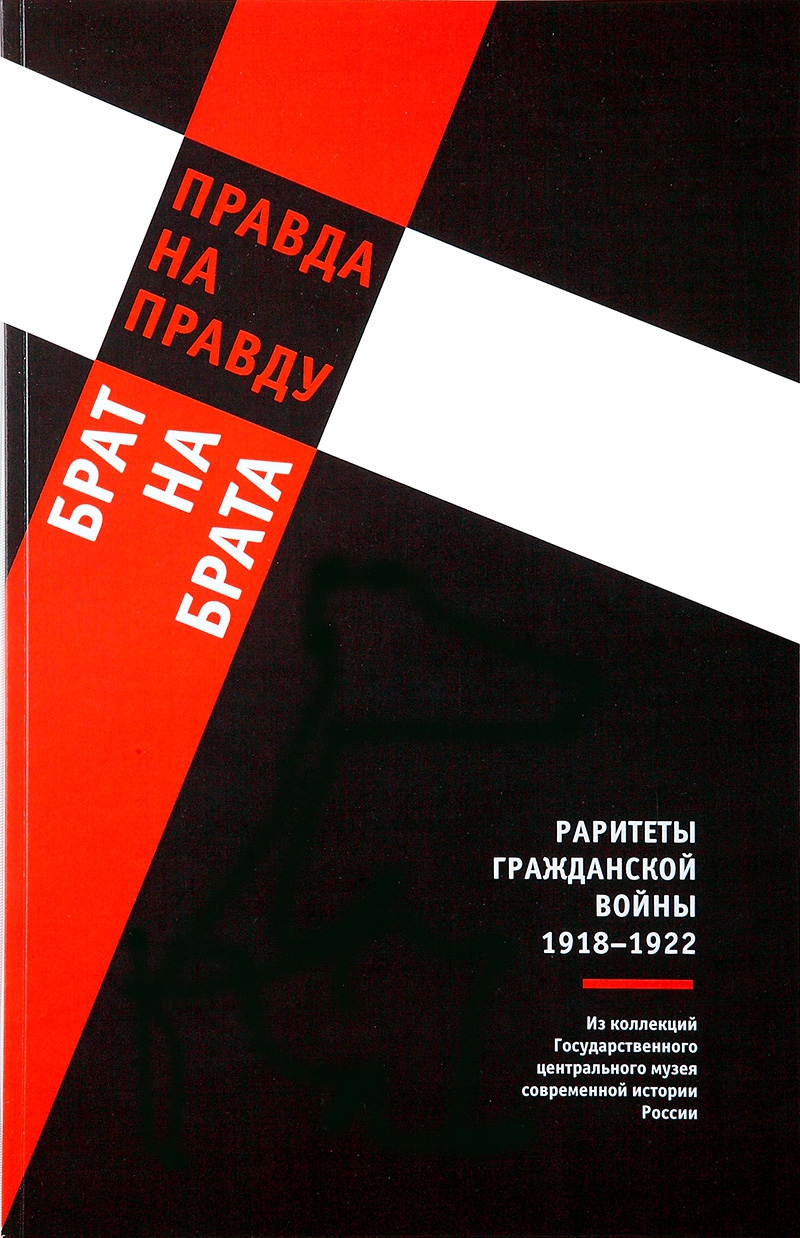 ПРАВДА
НА
ПРАВДУ
БРАТ
НА
БРАТА
РАРИТЕТЫ
ГРАЖДАНСКОЙ
ВОЙНЫ
1918–1922
Из коллекций
Государственного
центрального музея
современной истории
России